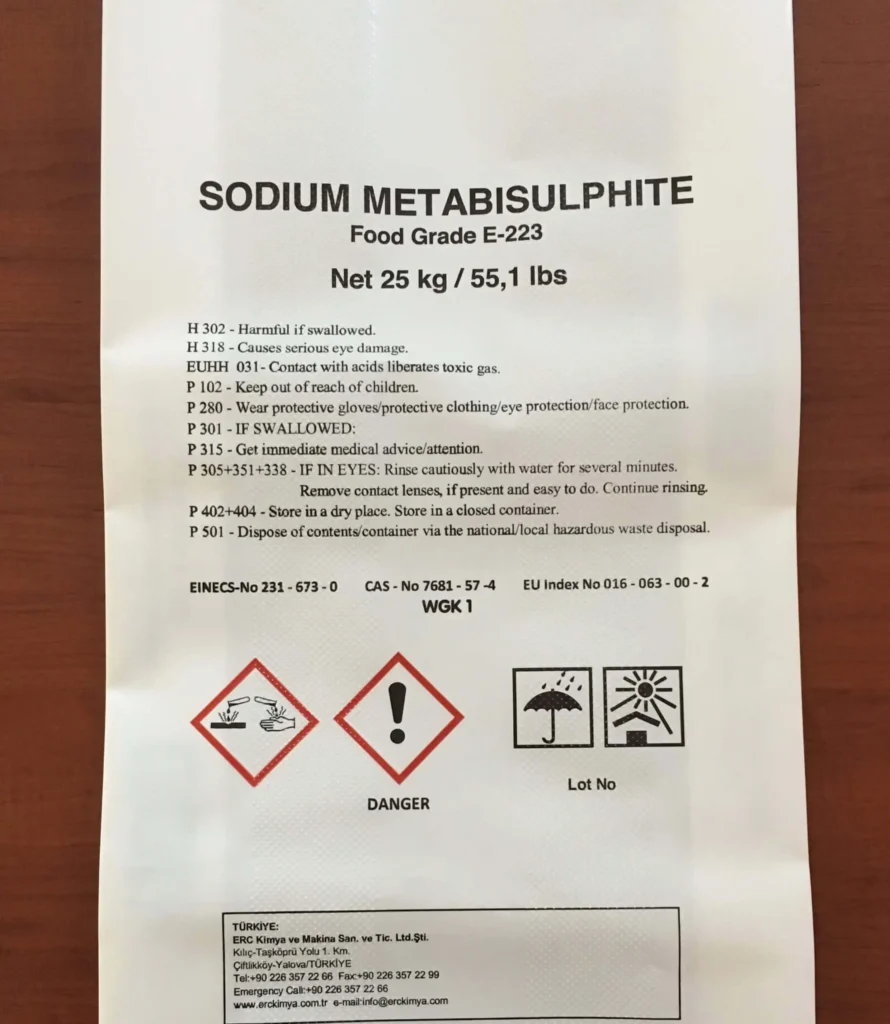 SODIUM METABISULPHITE
Food Grade E-223
Net 25 kg / 55,1 lbs
H 302 - Harmful if swallowed.
H 318 - Causes serious eye damage.
EUHH 031- Contact with acids liberates toxic gas.
P 102 - Keep out of reach of children.
P 280 - Wear protective gloves/protective clothing/eye protection/face protection.
P 301 - IF SWALLOWED:
P 315 - Get immediate medical advice/attention.
P 305+351+338 - IF IN EYES: Rinse cautiously with water for several minutes.
Remove contact lenses, if present and easy to do. Continue rinsing.
P 402+404 - Store in a dry place. Store in a closed container.
P 501 - Dispose of contents/container via the national/local hazardous waste disposal.
EINECS-No 231 - 673 - 0 CAS - No 7681 - 57 -4 EU Index No 016 - 063 - 00 - 2
WGK 1
DANGER
Lot No
TÜRKİYE:
ERC Kimya ve Makina San. ve Tic. Ltd.Şti.
Kılıç-Taşköprü Yolu 1. Km.
Çiftlikköy-Yalova/TÜRKİYE
Tel:+90 226 357 22 66 Fax:+90 226 357 22 99
Emergency Call:+90 226 357 22 66
www.erckimya.com.tr e-mail:info@erckimya.com